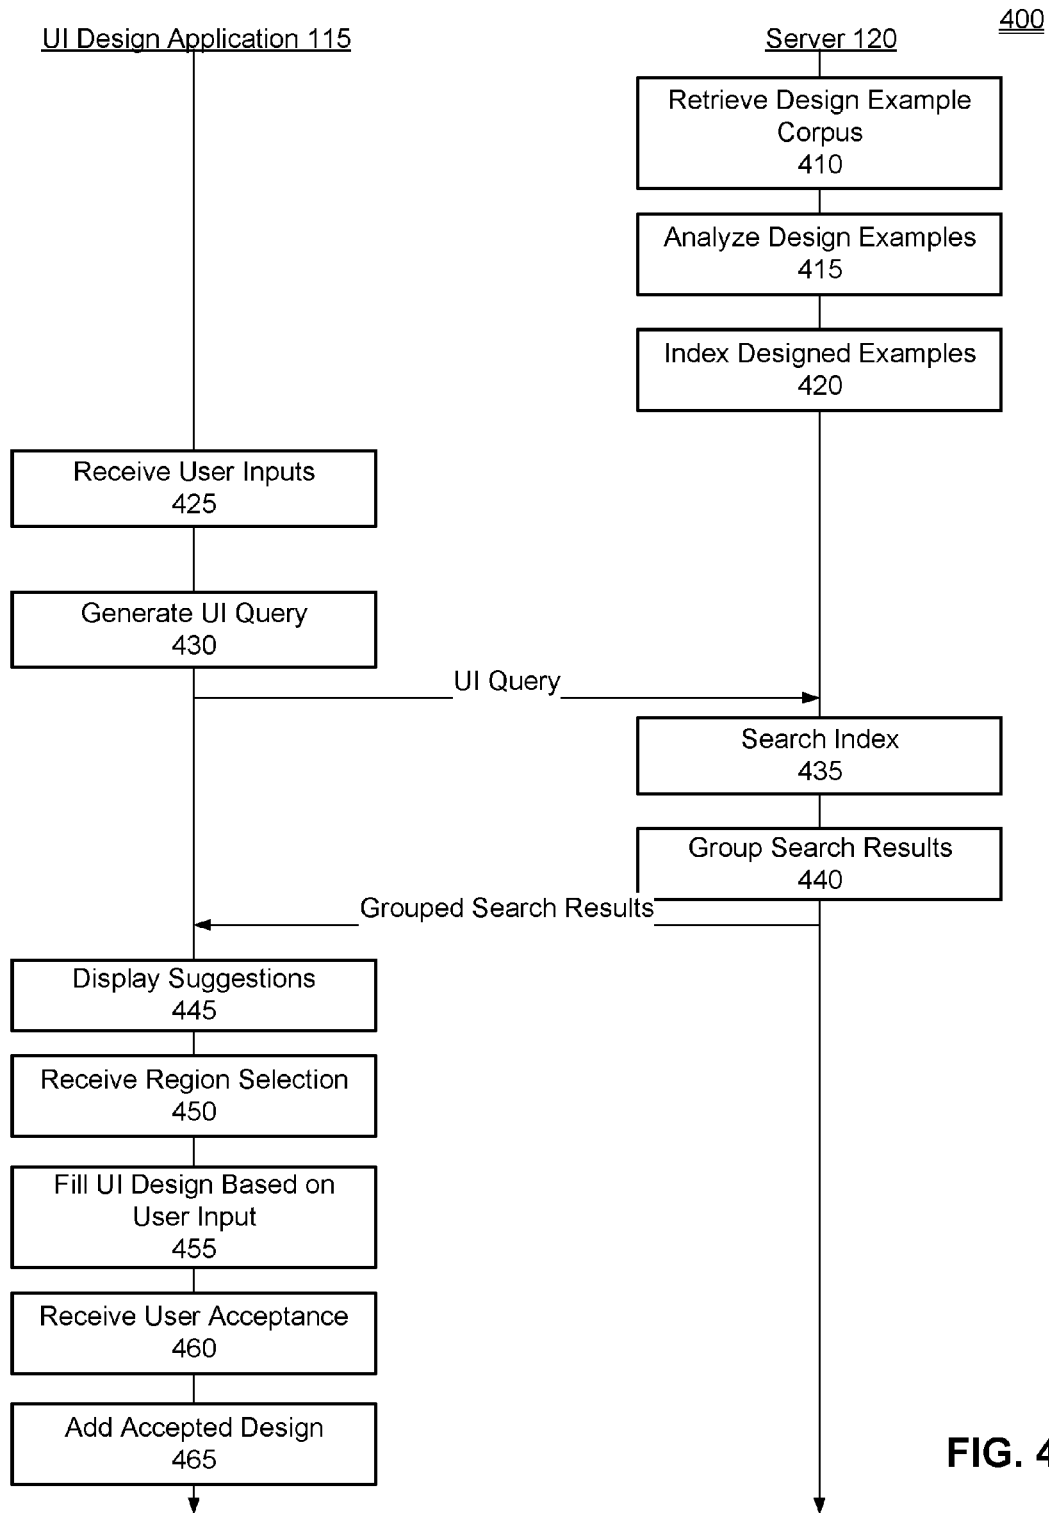 400
UI Design Application 115
Server 120
Retrieve Design Example
Corpus
410
Analyze Design Examples
415
Index Designed Examples
420
Receive User Inputs
425
Generate UI Query
430
UI Query
Search Index
435
Group Search Results
440
Grouped Search Results
Display Suggestions
445
Receive Region Selection
450
Fill UI Design Based on
User Input
455
Receive User Acceptance
460
Add Accepted Design
465
FIG. 4